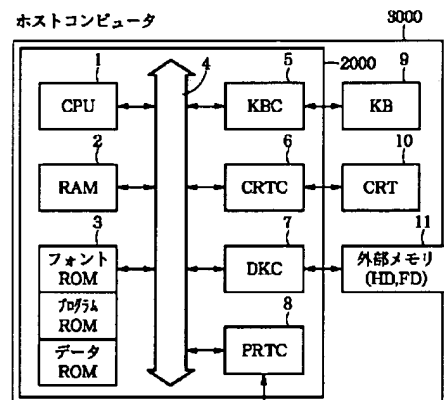 ホストコンピュータ
3000
2000
1
CPU
4
5
KBC
9
KB
2
RAM
6
CRTC
10
CRT
3
フォント
ROM
プログラム
ROM
データ
ROM
7
DKC
11
外部メモリ
(HD,FD)
8
PRTC